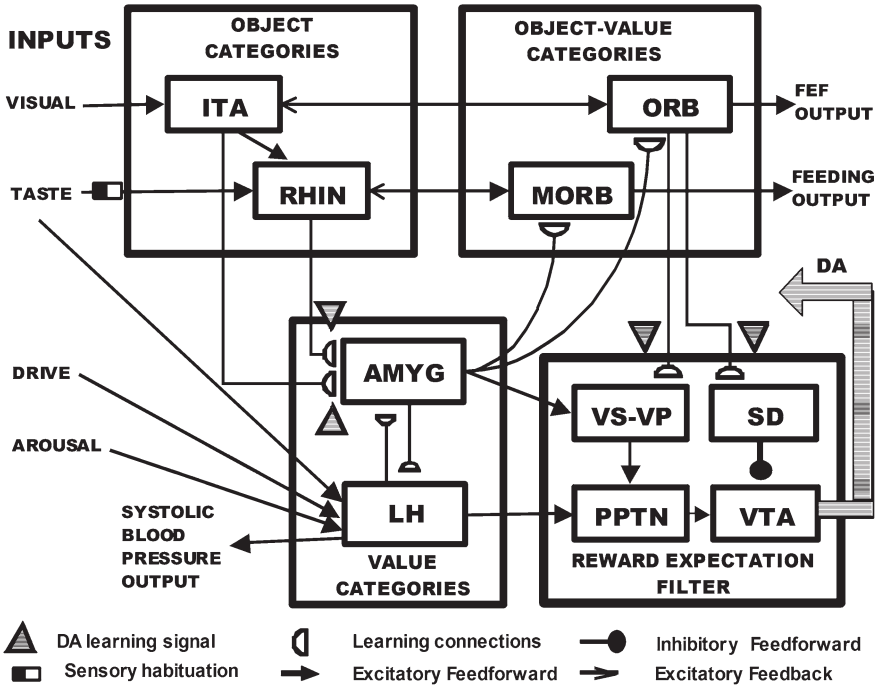 INPUTS
OBJECT
CATEGORIES
OBJECT-VALUE
CATEGORIES
VISUAL
ITA
ORB
FEF
OUTPUT
TASTE
RHIN
MORB
FEEDING
OUTPUT
DA
DRIVE
AMYG
AROUSAL
VS-VP
SD
SYSTOLIC
BLOOD
PRESSURE
OUTPUT
LH
PPTN
VTA
VALUE
CATEGORIES
REWARD EXPECTATION
FILTER
DA learning signal
Learning connections
Inhibitory Feedforward
Sensory habituation
Excitatory Feedforward
Excitatory Feedback